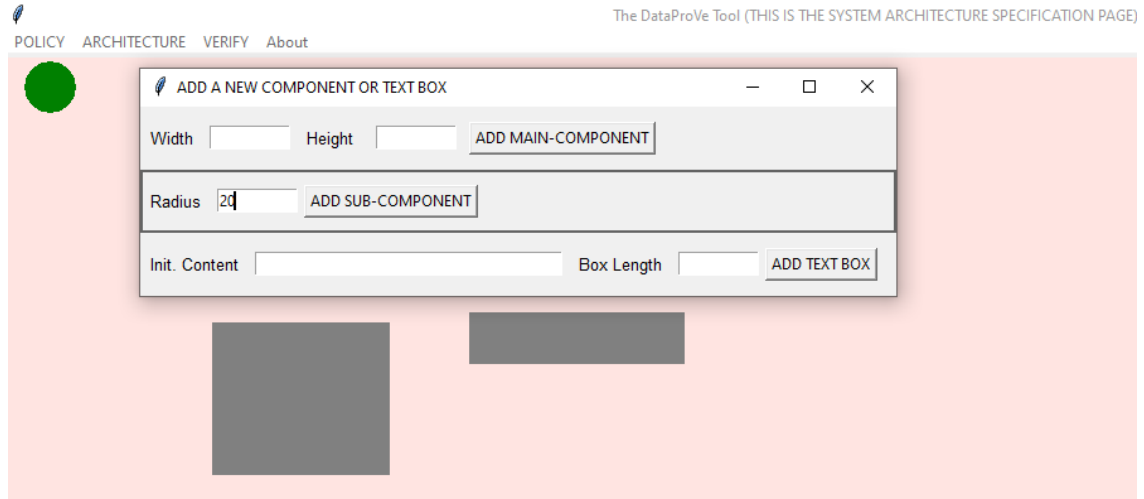 The DataProVe Tool (THIS IS THE SYSTEM ARCHITECTURE SPECIFICATION PAGE)
POLICY ARCHITECTURE VERIFY About
ADD A NEW COMPONENT OR TEXT BOX
Width Height ADD MAIN-COMPONENT
Radius 20 ADD SUB-COMPONENT
Init. Content Box Length ADD TEXT BOX